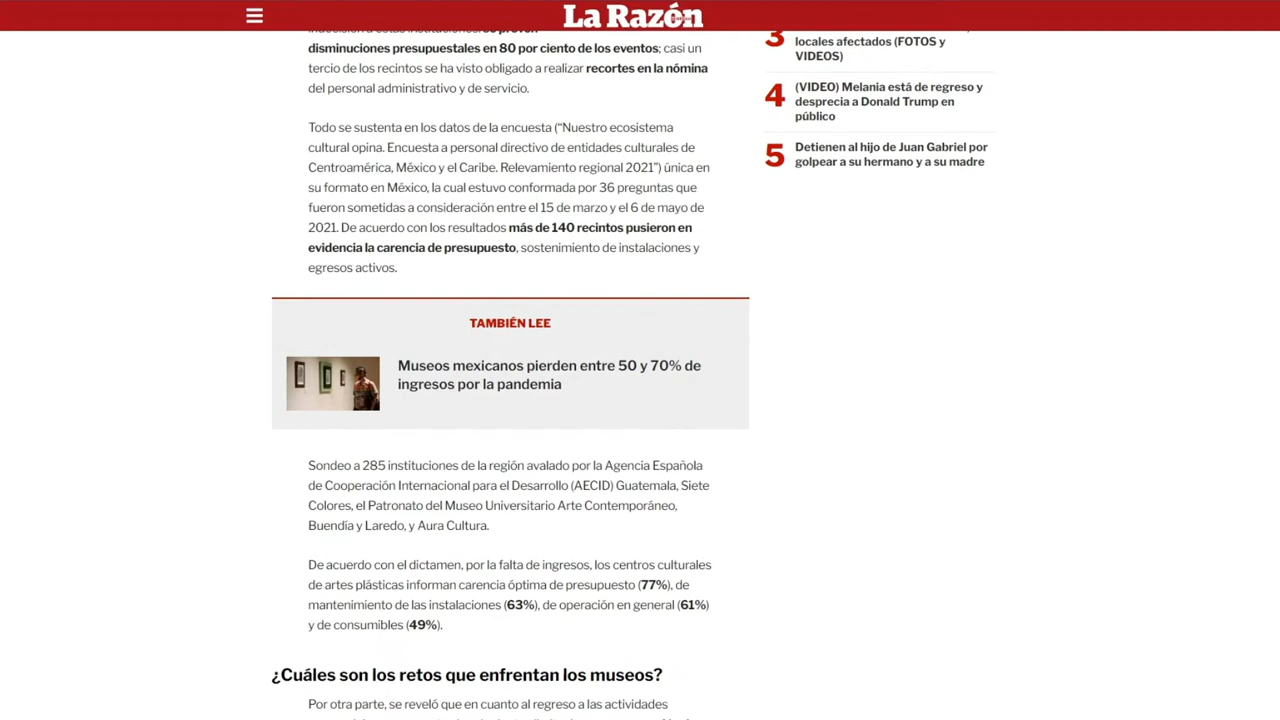 La Razón
disminuciones presupuestales en 80 por ciento de los eventos; casi un
tercio de los recintos se ha visto obligado a realizar recortes en la nómina
del personal administrativo y de servicio.
Todo se sustenta en los datos de la encuesta (“Nuestro ecosistema
cultural opina. Encuesta a personal directivo de entidades culturales de
Centroamérica, México y el Caribe. Relevamiento regional 2021”) única en
su formato en México, la cual estuvo conformada por 36 preguntas que
fueron sometidas a consideración entre el 15 de marzo y el 6 de mayo de
2021. De acuerdo con los resultados más de 140 recintos pusieron en
evidencia la carencia de presupuesto, sostenimiento de instalaciones y
egresos activos.
TAMBIÉN LEE
Museos mexicanos pierden entre 50 y 70% de
ingresos por la pandemia
Sondeo a 285 instituciones de la región avalado por la Agencia Española
de Cooperación Internacional para el Desarrollo (AECID) Guatemala, Siete
Colores, el Patronato del Museo Universitario Arte Contemporáneo,
Buendía y Laredo, y Aura Cultura.
De acuerdo con el dictamen, por la falta de ingresos, los centros culturales
de artes plásticas informan carencia óptima de presupuesto (77%), de
mantenimiento de las instalaciones (63%), de operación en general (61%)
y de consumibles (49%).
¿Cuáles son los retos que enfrentan los museos?
Por otra parte, se reveló que en cuanto al regreso a las actividades
3
locales afectados (FOTOS y
VIDEOS)
4
(VIDEO) Melania está de regreso y
desprecia a Donald Trump en
público
5
Detienen al hijo de Juan Gabriel por
golpear a su hermano y a su madre